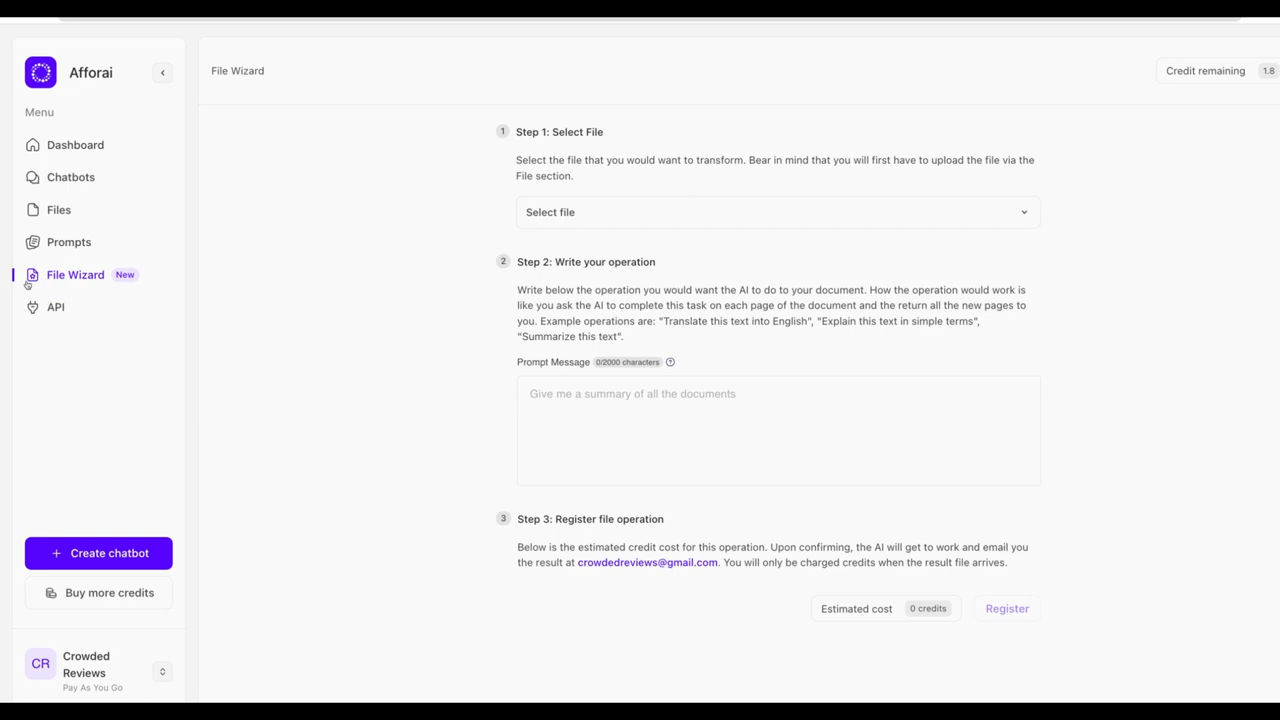 Afforai
Menu
Dashboard
Chatbots
Files
Prompts
File Wizard New
API
+ Create chatbot
Buy more credits
CR
Crowded
Reviews
Pay As You Go
File Wizard
Credit remaining 1.8
1 Step 1: Select File
Select the file that you would want to transform. Bear in mind that you will first have to upload the file via the
File section.
Select file
2 Step 2: Write your operation
Write below the operation you would want the AI to do to your document. How the operation would work is
like you ask the AI to complete this task on each page of the document and the return all the new pages to
you. Example operations are: "Translate this text into English", "Explain this text in simple terms",
"Summarize this text".
Prompt Message 0/2000 characters ?
Give me a summary of all the documents
3 Step 3: Register file operation
Below is the estimated credit cost for this operation. Upon confirming, the AI will get to work and email you
the result at crowdedreviews@gmail.com. You will only be charged credits when the result file arrives.
Estimated cost 0 credits Register